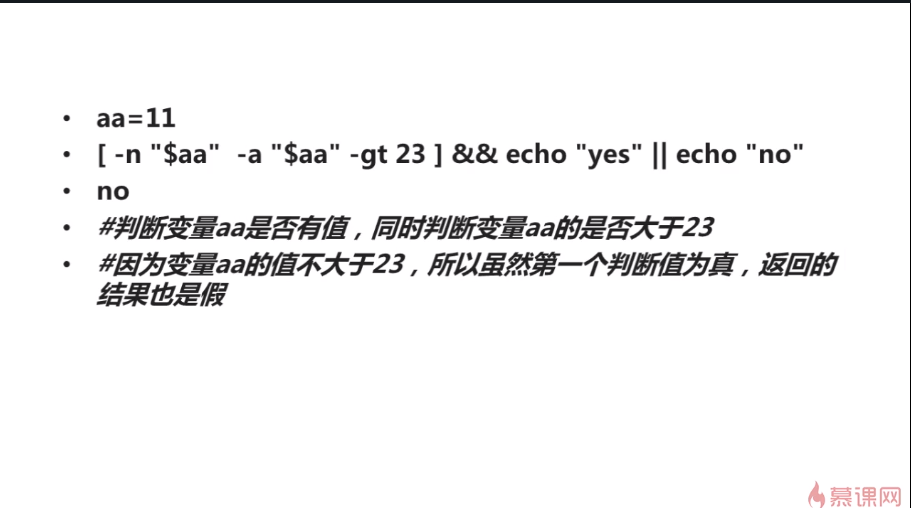 • aa=11
• [ -n "$aa"  -a "$aa" -gt 23 ] && echo "yes" || echo "no"
• no
• #判断变量aa是否有值，同时判断变量aa的是否大于23
• #因为变量aa的值不大于23，所以虽然第一个判断值为真，返回的
结果也是假
慕课网